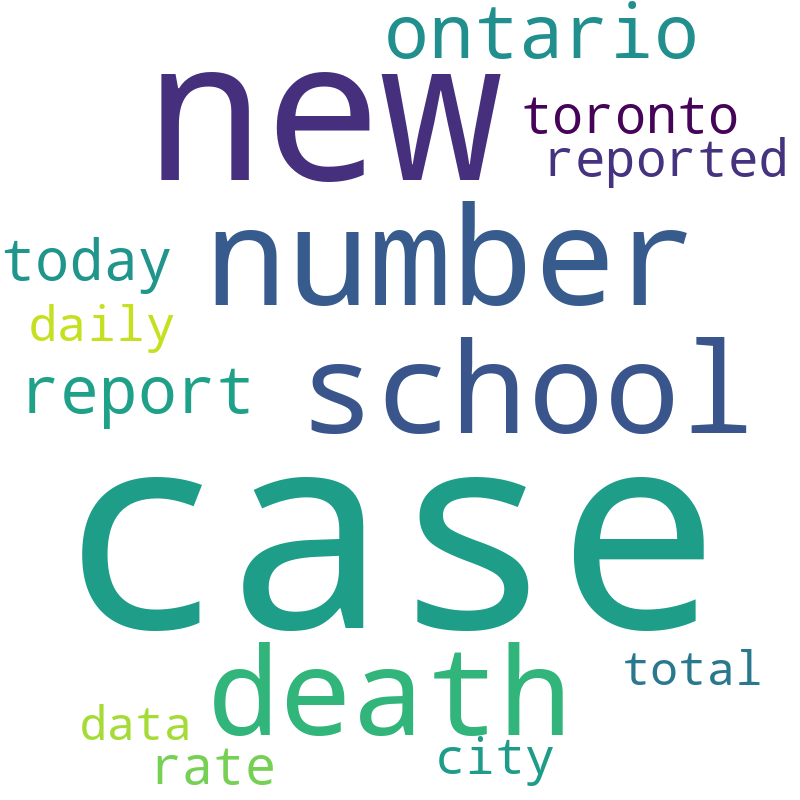 ontario
new
toronto
reported
number
today
daily
school
report
case
death
total
data
city
rate